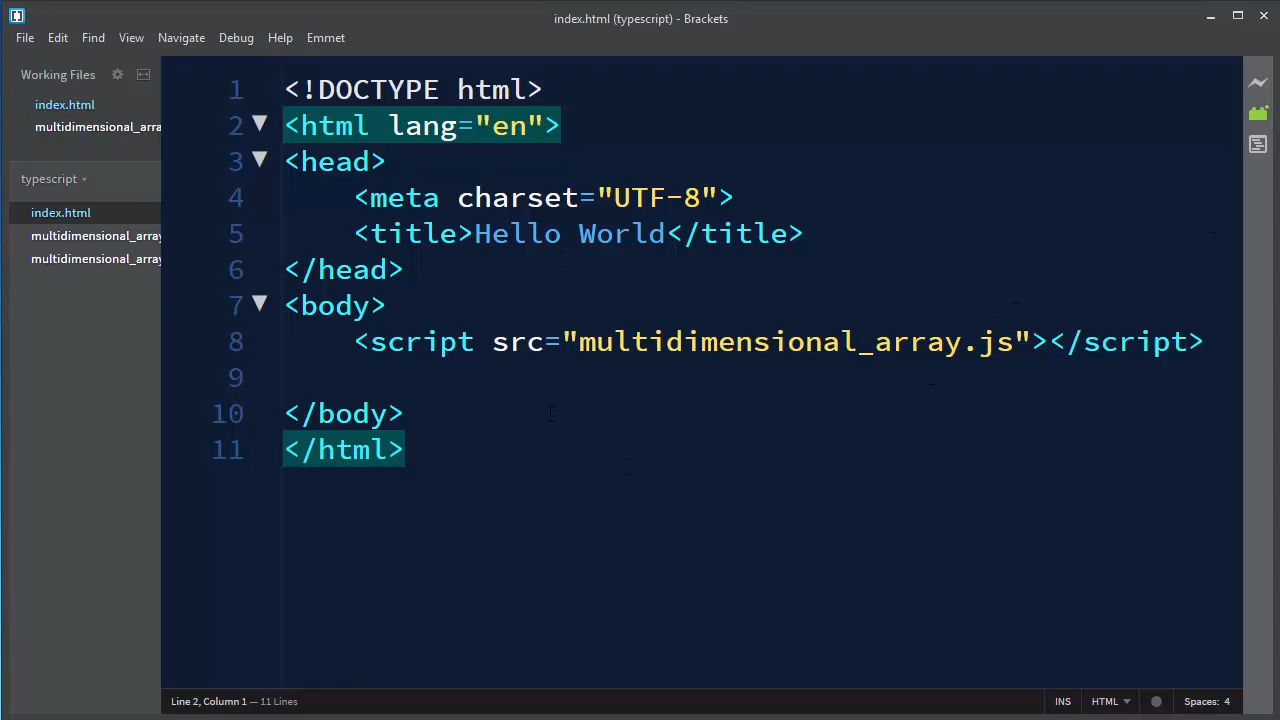 index.html (typescript) - Brackets
File Edit Find View Navigate Debug Help Emmet
Working Files
index.html
multidimensional_arra
typescript
index.html
multidimensional_array
multidimensional_array
1 <!DOCTYPE html>
2 <html lang="en">
3 <head>
4 <meta charset="UTF-8">
5 <title>Hello World</title>
6 </head>
7 <body>
8 <script src="multidimensional_array.js"></script>
9
10 </body>
11 </html>
Line 2, Column 1 — 11 Lines
INS HTML Spaces: 4